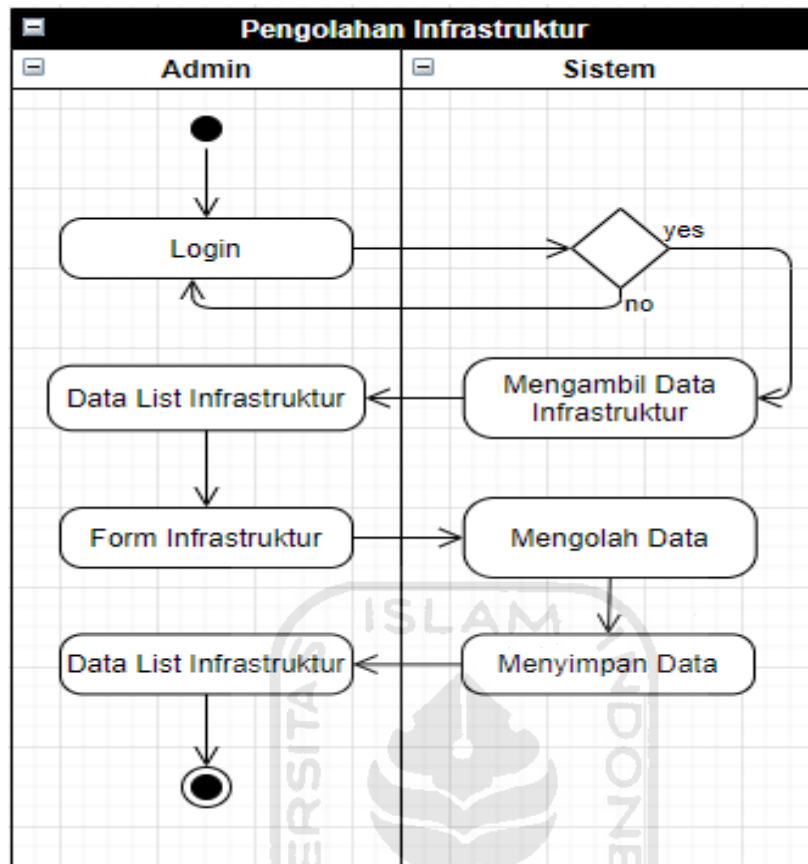 Pengolahan Infrastruktur
Admin
Sistem
Login
yes
no
Data List Infrastruktur
Mengambil Data
Infrastruktur
Form Infrastruktur
Mengolah Data
ISLAM
Data List Infrastruktur
Menyimpan Data